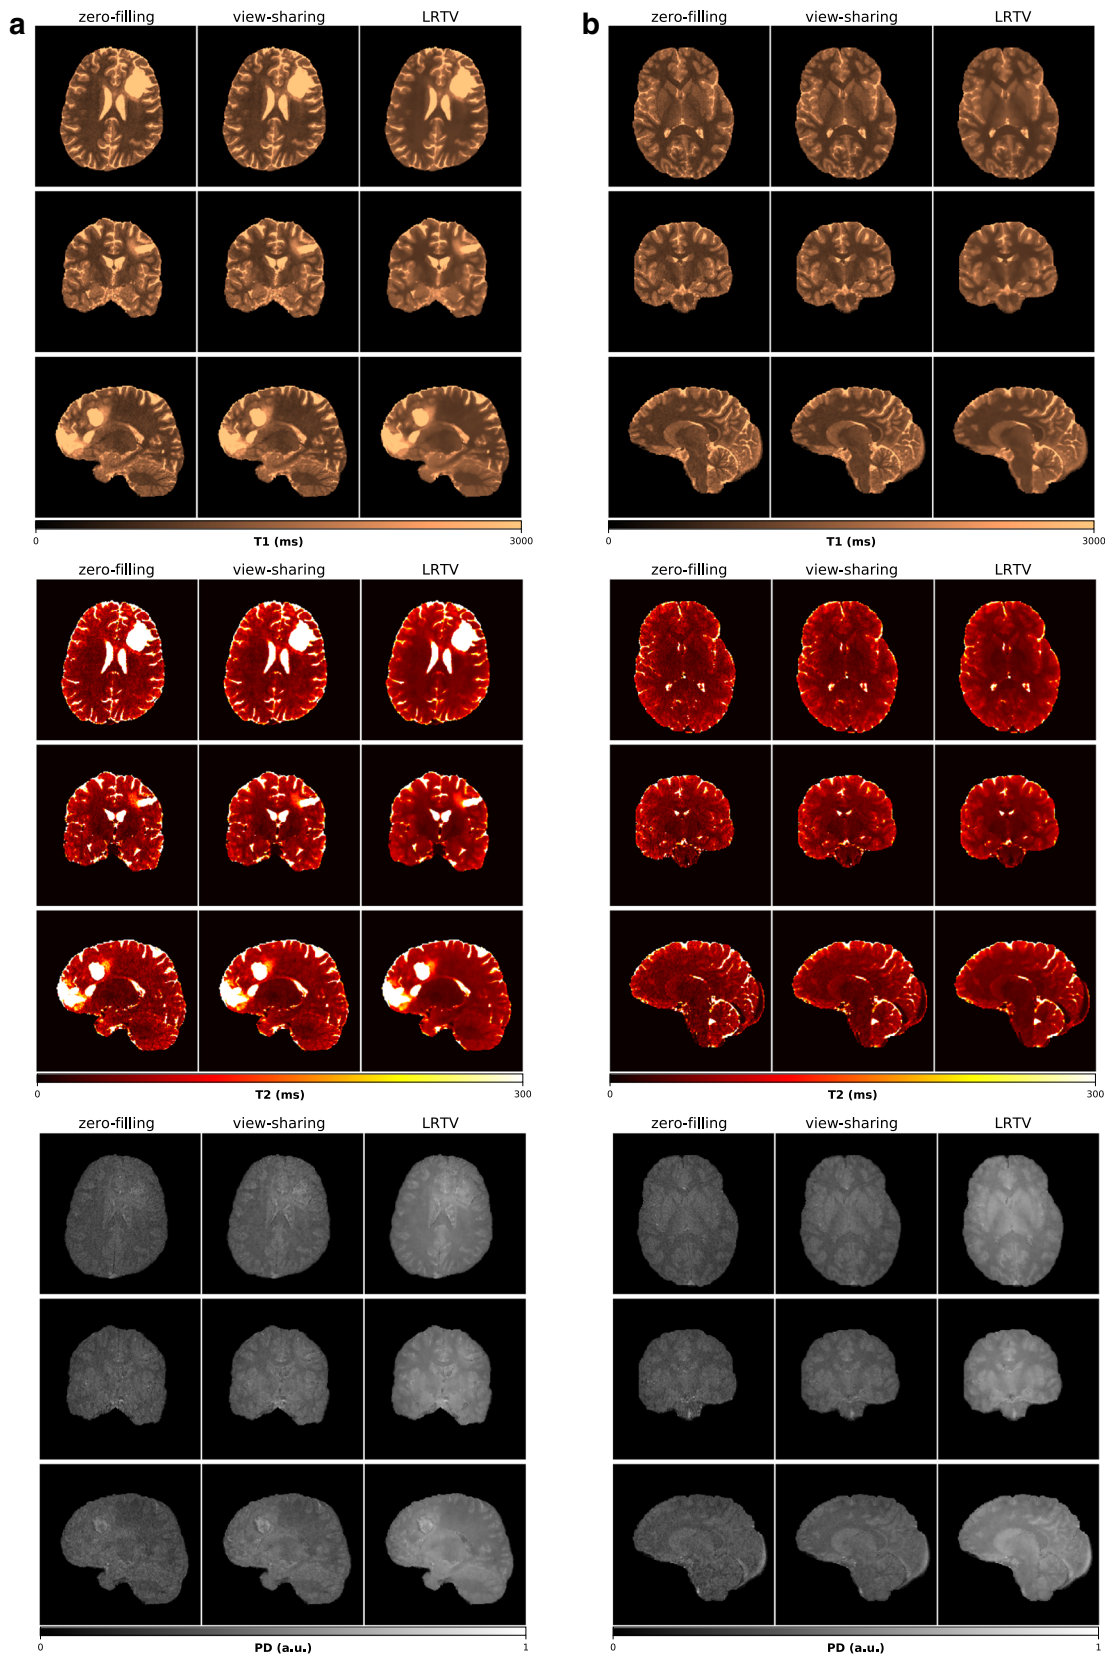 a
zero-filling view-sharing LRTV
0 3000
T1 (ms)
zero-filling view-sharing LRTV
0 300
T2 (ms)
zero-filling view-sharing LRTV
0 1
PD (a.u.)
b
zero-filling view-sharing LRTV
0 3000
T1 (ms)
zero-filling view-sharing LRTV
0 300
T2 (ms)
zero-filling view-sharing LRTV
0 1
PD (a.u.)